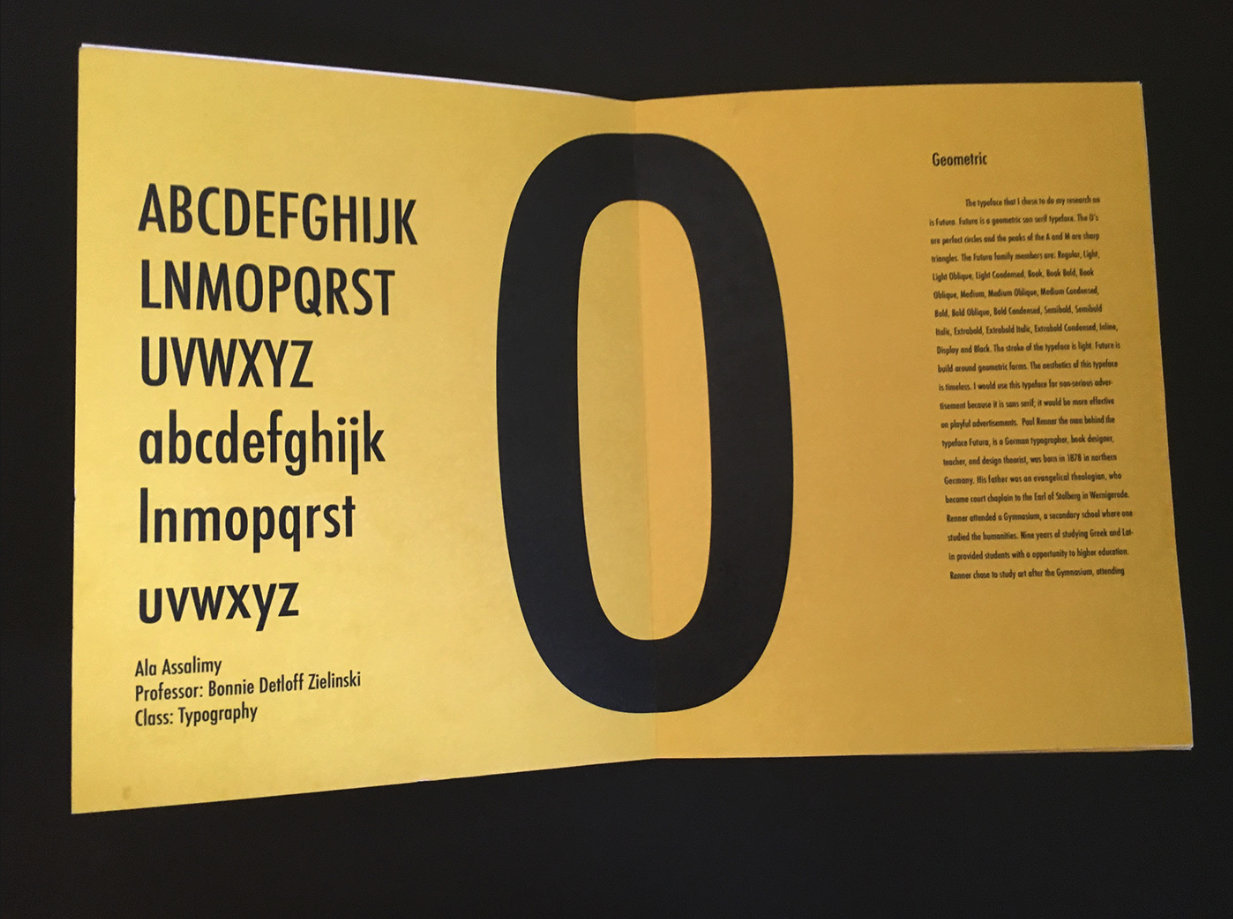 ABCDEFGHIJK
LNMOPQRST
UVWXYZ
abcdefghijk
lnmopqrst
uvwxyz
Ala Assalimy
Professor: Bonnie Detloff Zielinski
Class: Typography
O
Geometric
The typeface that I chose to do my research on
is Futura. Futura is a geometric san serif typeface. The O's
are perfect circles and the peaks of the A and M are sharp
triangles. The Futura family members are: Regular, Light,
Light Oblique, Light Condensed, Book, Book Bold, Book
Oblique, Medium, Medium Oblique, Medium Condensed,
Bold, Bold Oblique, Bold Condensed, Semibold, Semibold
Italic, Extrabold, Extrabold Italic, Extrabold Condensed, Inline,
Display and Black. The stroke of the typeface is light. Future is
build around geometric forms. The aesthetics of this typeface
is timeless. I would use this typeface for non-serious adver-
tisement because it is sans serif; it would be more effective
on playful advertisements. Paul Renner the man behind the
typeface Futura, is a German typographer, book designer,
teacher, and design theorist, was born in 1878 in northern
Germany. His father was an evangelical theologian, who
became court chaplain to the Earl of Stolberg in Wernigerode.
Renner attended a Gymnasium, a secondary school where one
studied the humanities. Nine years of studying Greek and Lat-
in provided students with a opportunity to higher education.
Renner chose to study art after the Gymnasium, attending